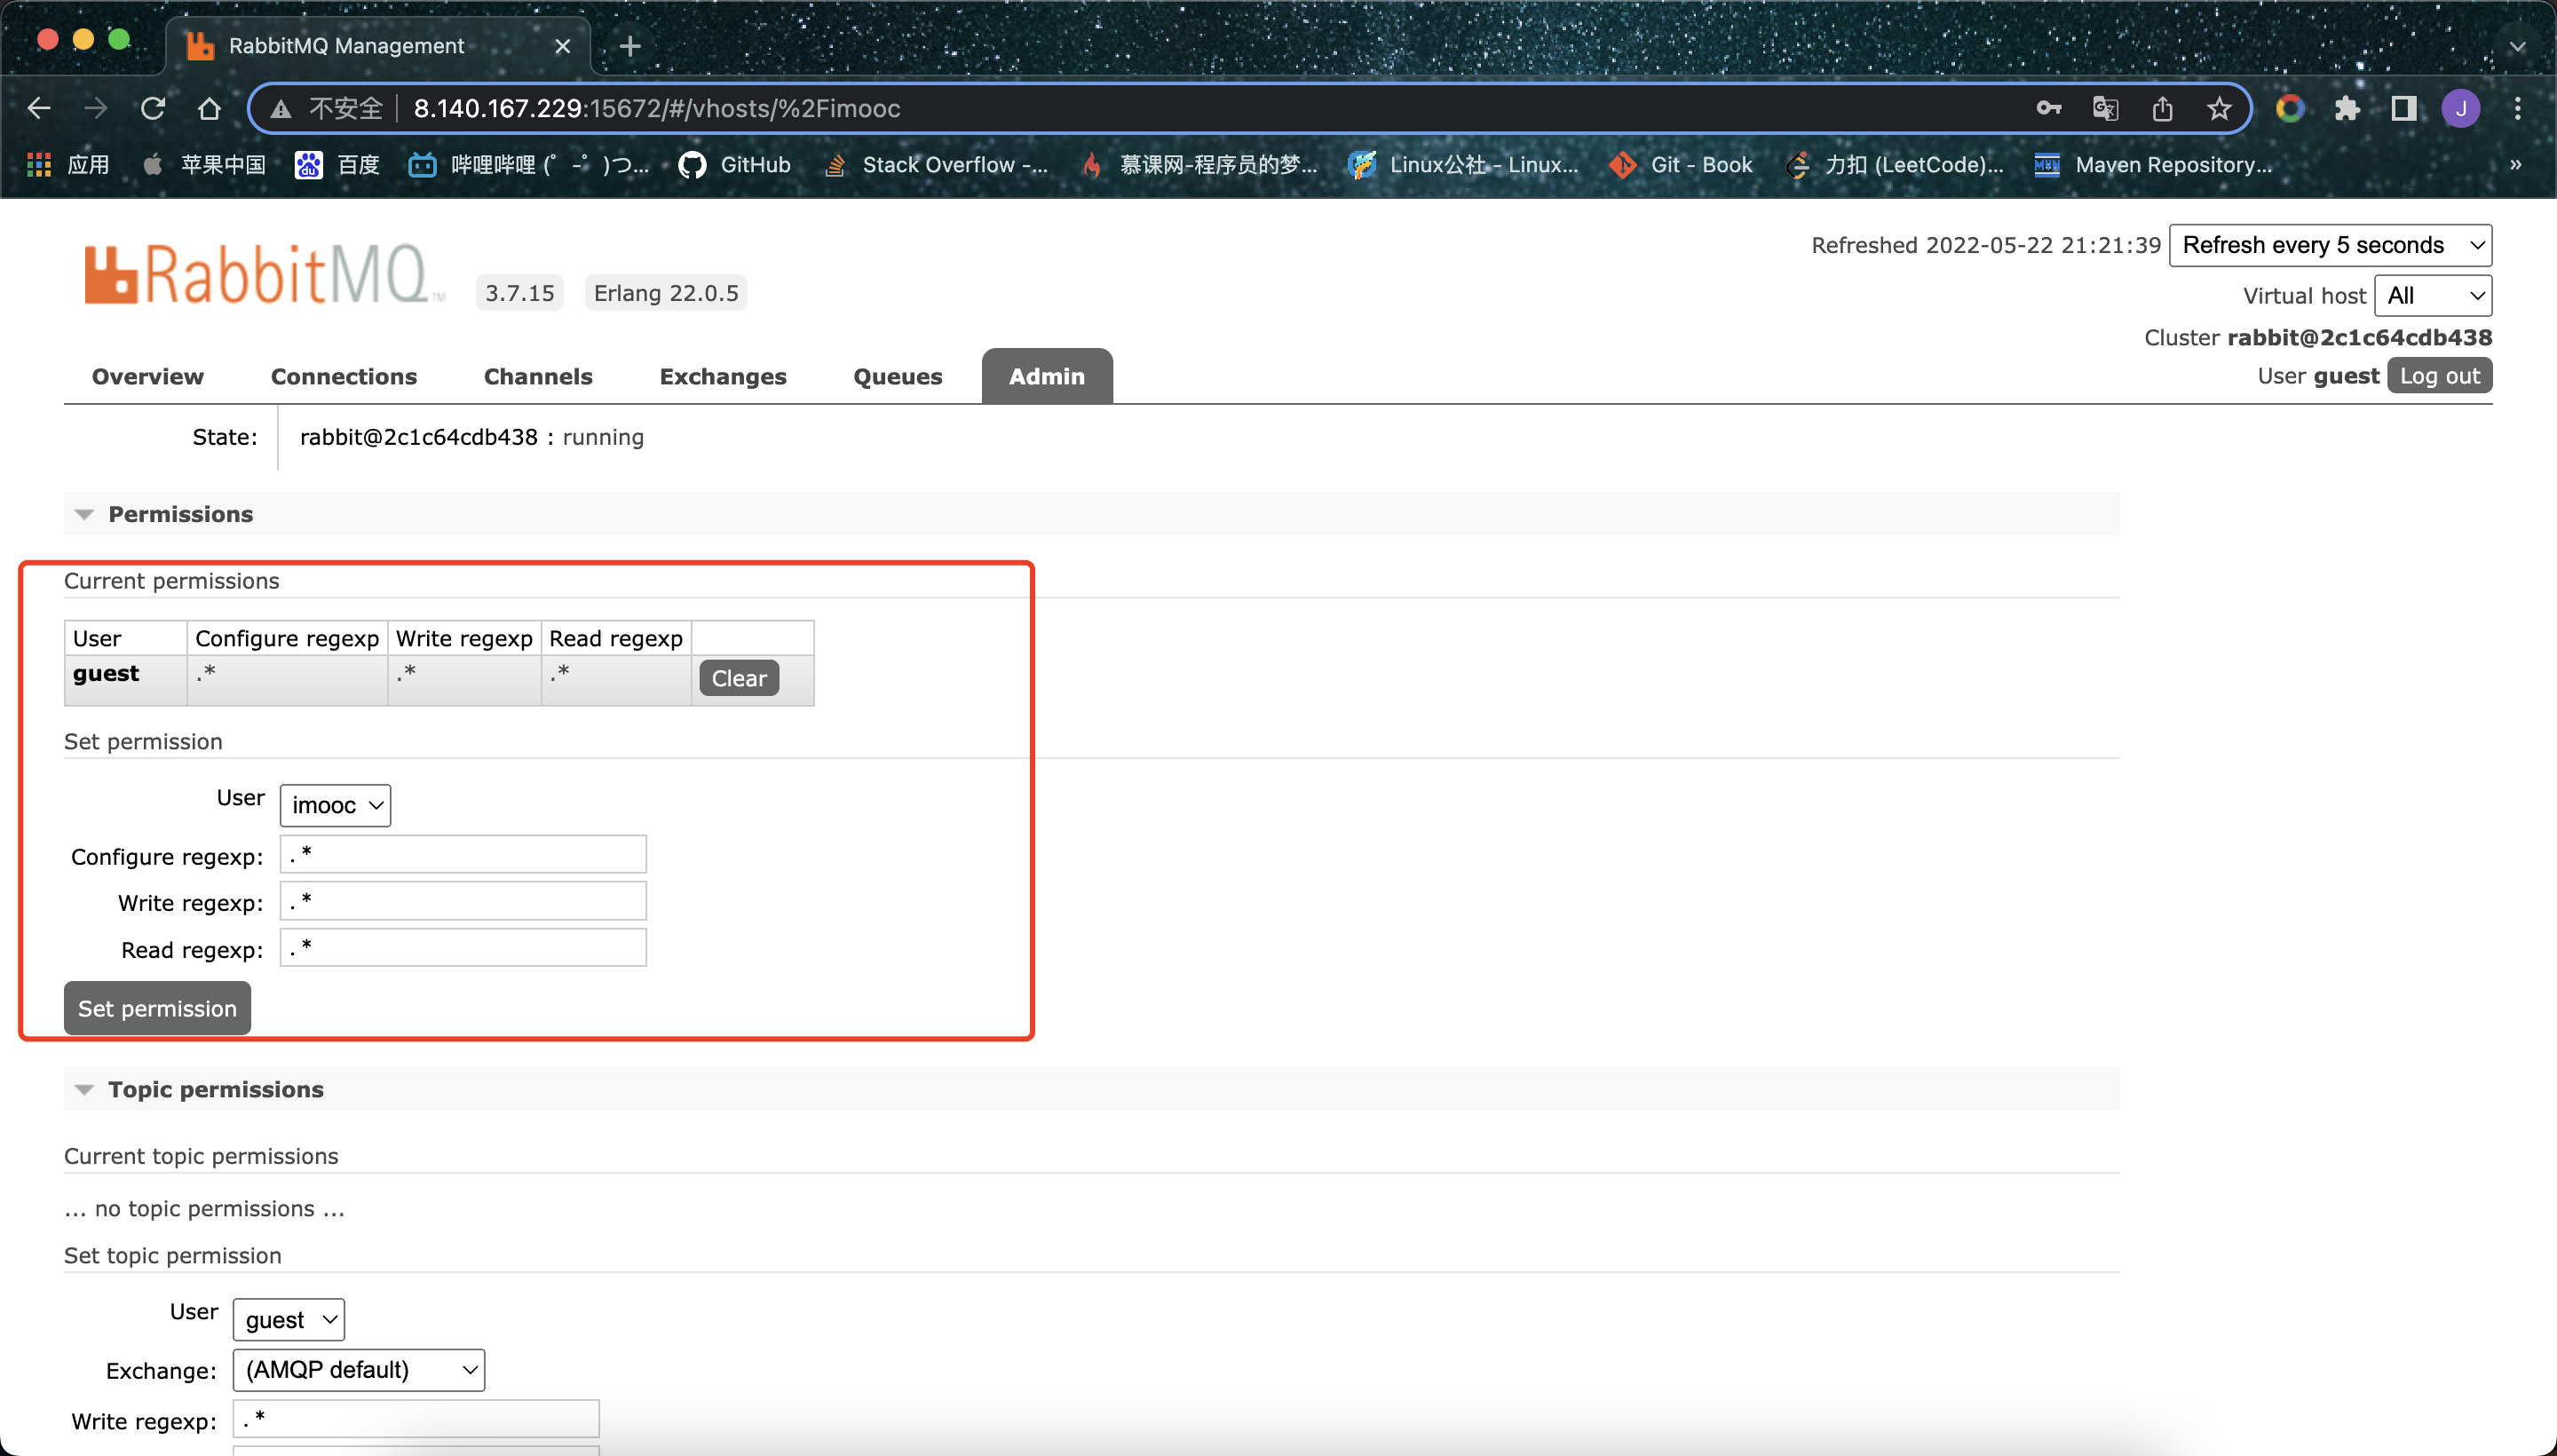 RabbitMQ Management
不安全 8.140.167.229:15672/#/vhosts/%2Fimooc
J
应用 苹果中国 百度 哔哩哔哩 (゜-゜)つ... GitHub Stack Overflow -... 慕课网-程序员的梦... Linux公社 - Linux... Git - Book 力扣 (LeetCode)... Maven Repository... »
RabbitMQ TM 3.7.15 Erlang 22.0.5
Refreshed 2022-05-22 21:21:39 Refresh every 5 seconds
Virtual host All
Cluster rabbit@2c1c64cdb438
User guest Log out
Overview Connections Channels Exchanges Queues Admin
State: rabbit@2c1c64cdb438 : running
Permissions
Current permissions
User Configure regexp Write regexp Read regexp
guest .* .* .* Clear
Set permission
User imooc
Configure regexp: .*
Write regexp: .*
Read regexp: .*
Set permission
Topic permissions
Current topic permissions
... no topic permissions ...
Set topic permission
User guest
Exchange: (AMQP default)
Write regexp: .*